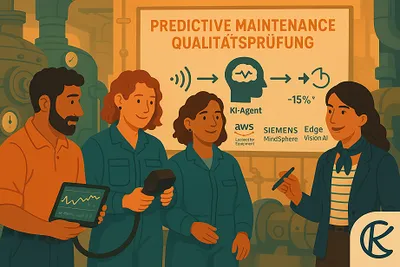 PREDICTIVE MAINTENANCE
QUALITÄTSPRÜFUNG
KI-Agent
-15%
aws
SIEMENS
MindSphere
Edge
Vision AI